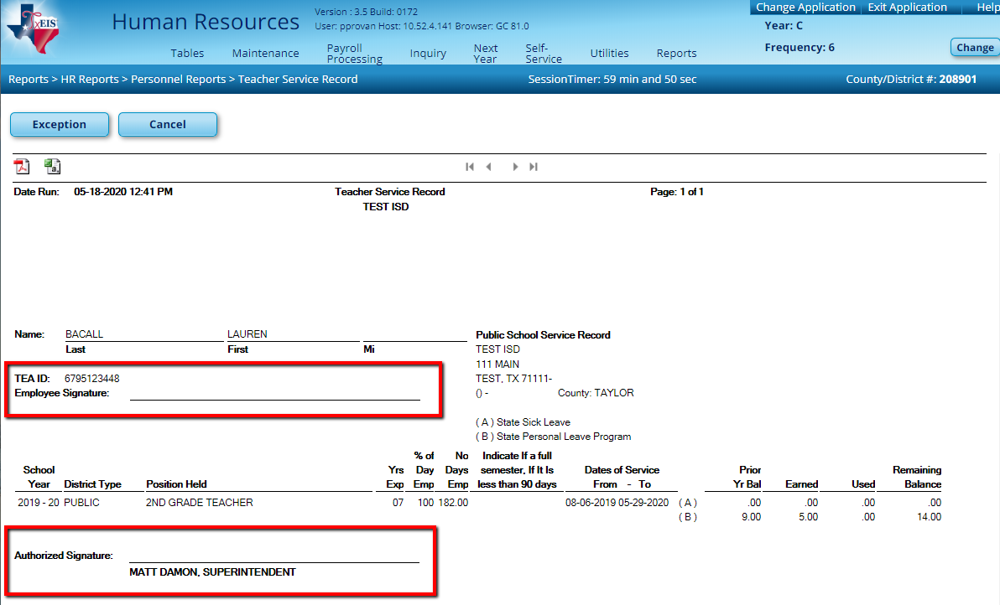 TxEIS
Human Resources
Version : 3.5 Build: 0172
User: pprovan Host: 10.52.4.141 Browser: GC 81.0
Change Application Exit Application Help
Year: C
Frequency: 6
Change
Tables Maintenance Payroll Processing Inquiry Next Year Self-Service Utilities Reports
Reports > HR Reports > Personnel Reports > Teacher Service Record SessionTimer: 59 min and 50 sec County/District #: 208901
Exception Cancel
a,
Date Run: 05-18-2020 12:41 PM Teacher Service Record Page: 1 of 1
TEST ISD
Name: BACALL LAUREN Public School Service Record
Last First Mi TEST ISD
111 MAIN
TEA ID: 6795123448 TEST, TX 71111-
Employee Signature: () - County: TAYLOR
( A ) State Sick Leave
( B ) State Personal Leave Program
% of No Indicate If a full
School Yrs Day Days semester, If It Is Dates of Service Prior Remaining
Year District Type Position Held Exp Emp Emp less than 90 days From - To Yr Bal Earned Used Balance
2019 - 20 PUBLIC 2ND GRADE TEACHER 07 100 182.00 08-06-2019 05-29-2020 ( A ) .00 .00 .00 .00
( B ) 9.00 5.00 .00 14.00
Authorized Signature:
MATT DAMON, SUPERINTENDENT